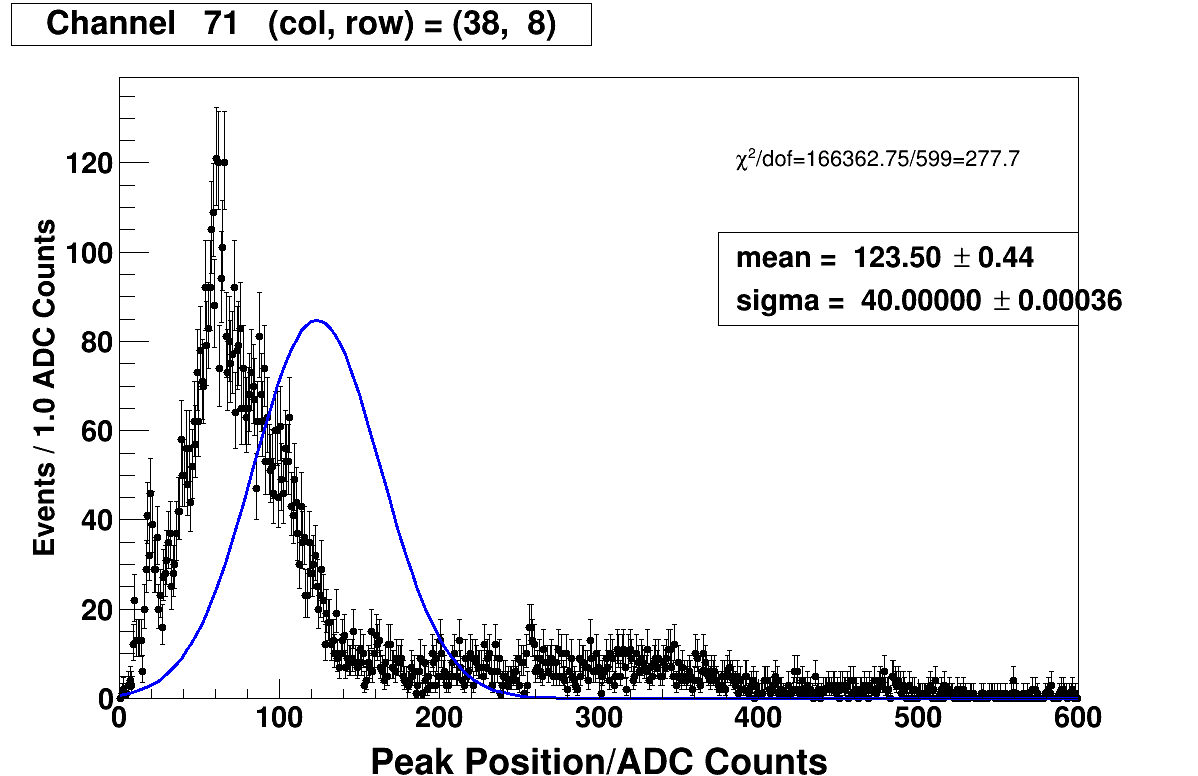 Channel 71 (col, row) = (38, 8)
χ²/dof=166362.75/599=277.7
mean = 123.50 ± 0.44
sigma = 40.00000 ± 0.00036
Events / 1.0 ADC Counts
120
100
80
60
40
20
0
0 100 200 300 400 500 600
Peak Position/ADC Counts